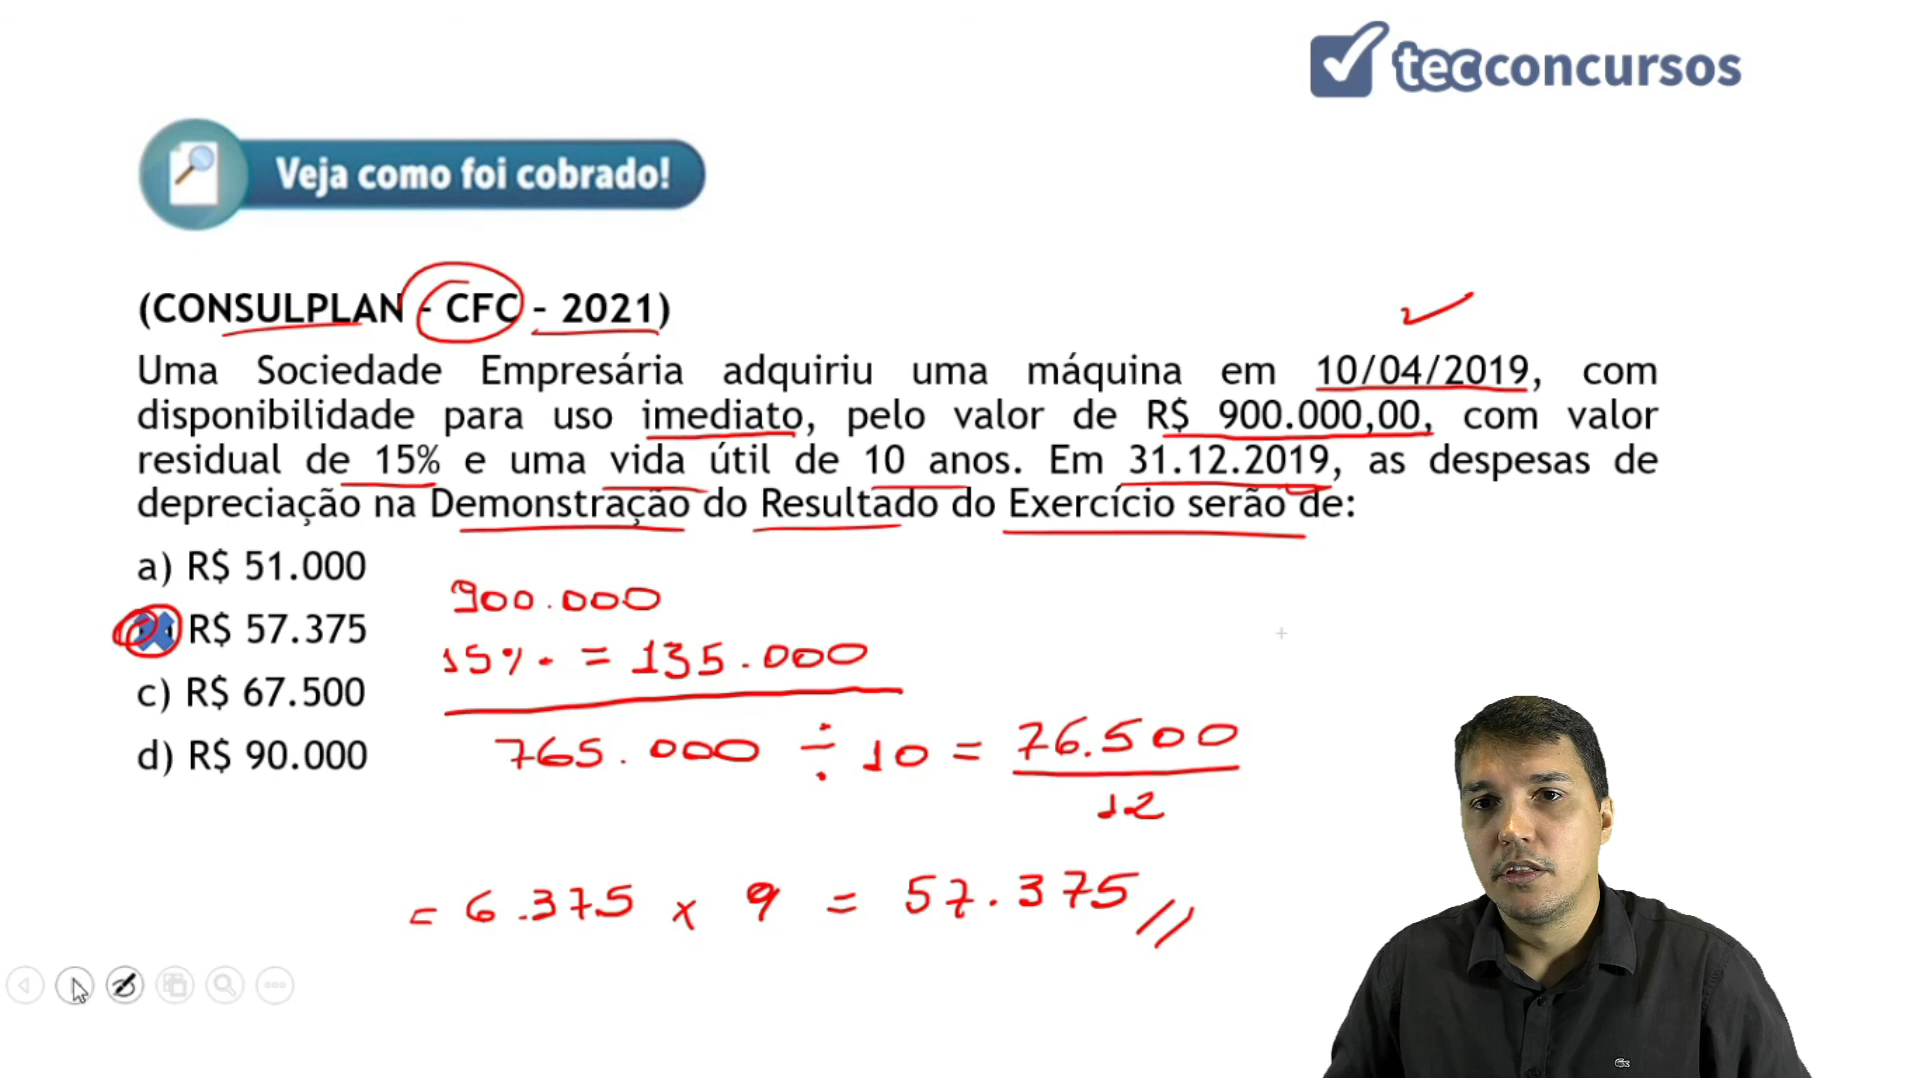 tecconcursos
Veja como foi cobrado!
(CONSULPLAN - CFC - 2021)
Uma Sociedade Empresária adquiriu uma máquina em 10/04/2019, com
disponibilidade para uso imediato, pelo valor de R$ 900.000,00, com valor
residual de 15% e uma vida útil de 10 anos. Em 31.12.2019, as despesas de
depreciação na Demonstração do Resultado do Exercício serão de:
a) R$ 51.000
R$ 57.375
c) R$ 67.500
d) R$ 90.000
900.000
15% = 135.000
765.000 ÷ 10 = 76.500
12
= 6.375 x 9 = 57.375 //